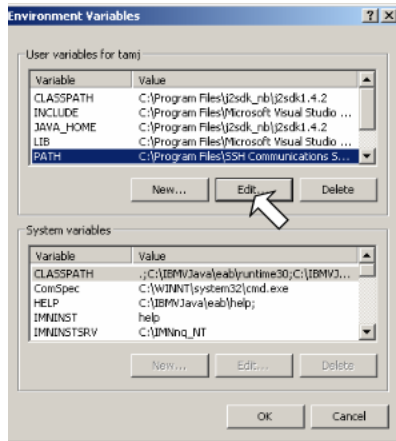 Environment Variables
User variables for tamj
Variable Value
CLASSPATH C:\Program Files\j2sdk_nb\j2sdk1.4.2
INCLUDE C:\Program Files\Microsoft Visual Studio ...
JAVA_HOME C:\Program Files\j2sdk_nb\j2sdk1.4.2
LIB C:\Program Files\Microsoft Visual Studio ...
PATH C:\Program Files\SSH Communications S...
New... Edit... Delete
System variables
Variable Value
CLASSPATH .;C:\IBMVJava\eab\runtime30;C:\IBMVJ...
ComSpec C:\WINNT\system32\cmd.exe
HELP C:\IBMVJava\eab\help;
IMNINST help
IMNINSTSRV C:\IMNnq_NT
New... Edit... Delete
OK Cancel